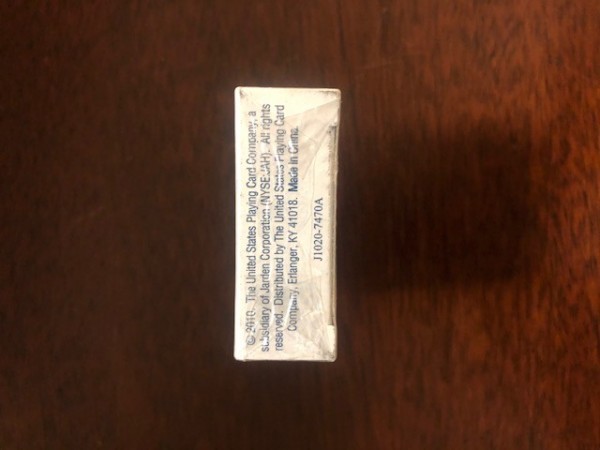 © 2010. The United States Playing Card Company, a
subsidiary of Jarden Corporation (NYSE:JAH). All rights
reserved. Distributed by The United States Playing Card
Company, Erlanger, KY 41018. Made in China.
J1020-7470A